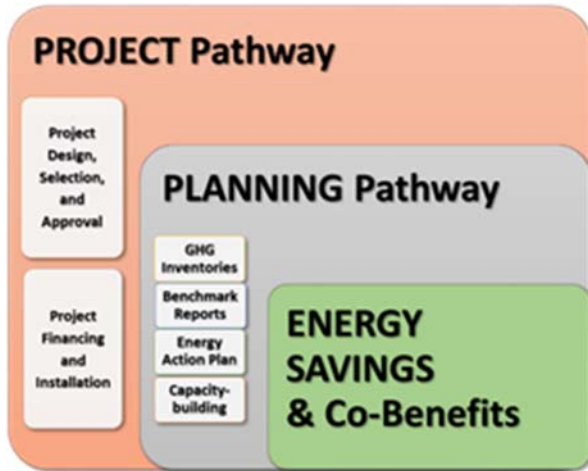 PROJECT Pathway
Project
Design,
Selection,
and
Approval
Project
Financing
and
Installation
PLANNING Pathway
GHG
Inventories
Benchmark
Reports
Energy
Action Plan
Capacity-
building
ENERGY
SAVINGS
& Co-Benefits